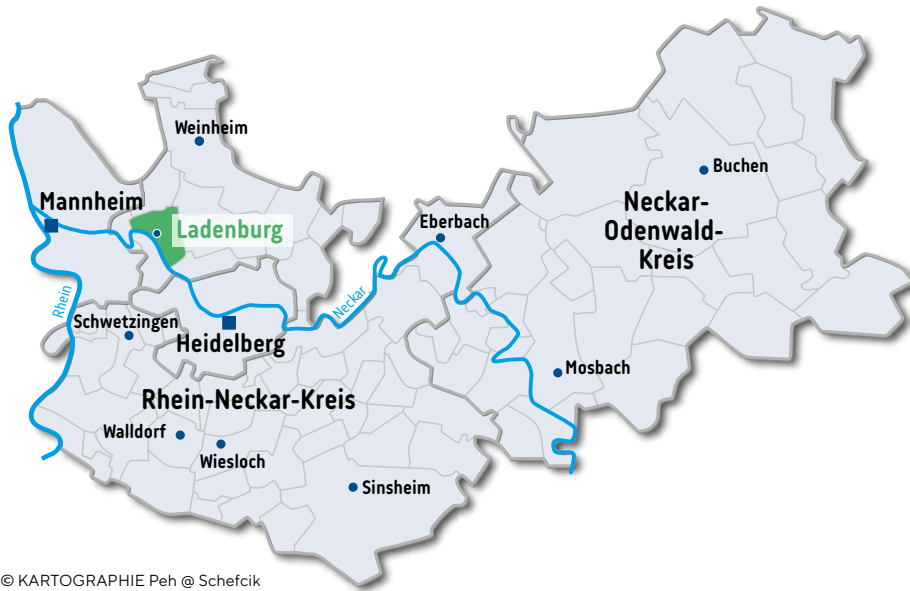 Weinheim
Mannheim
Ladenburg
Eberbach
Buchen
Neckar-
Odenwald-
Kreis
Rhein
Neckar
Schwetzingen
Heidelberg
Mosbach
Rhein-Neckar-Kreis
Walldorf
Wiesloch
Sinsheim
© KARTOGRAPHIE Peh @ Schefcik